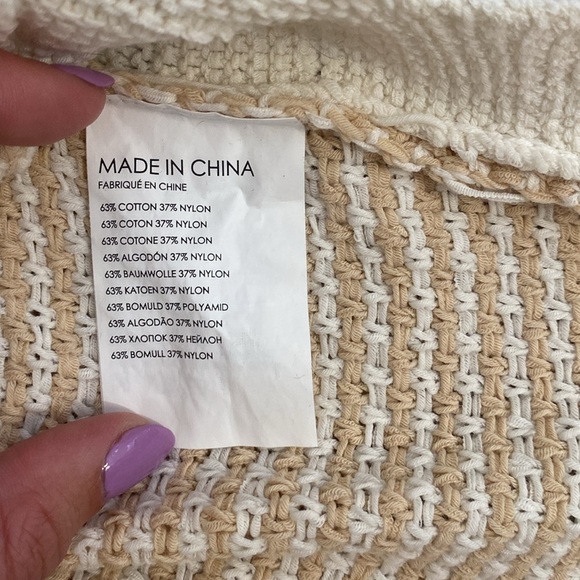 MADE IN CHINA
FABRIQUÉ EN CHINE
63% COTTON 37% NYLON
63% COTON 37% NYLON
63% COTONE 37% NYLON
63% ALGODÓN 37% NYLON
63% BAUMWOLLE 37% NYLON
63% KATOEN 37% NYLON
63% BOMULD 37% POLYAMID
63% ALGODÃO 37% NYLON
63% ХЛОПОК 37% НЕЙЛОН
63% BOMULL 37% NYLON